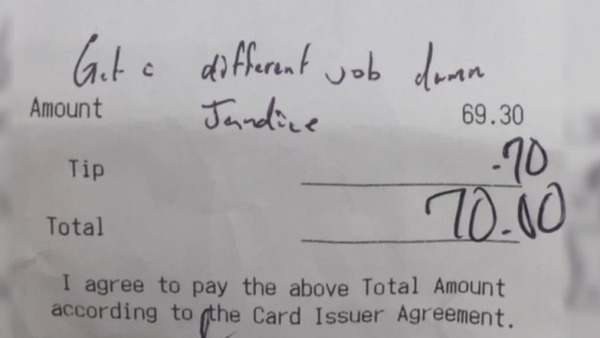 Get a different job damn
Amount Jandice 69.30
Tip .70
Total 70.00
I agree to pay the above Total Amount
according to the Card Issuer Agreement.